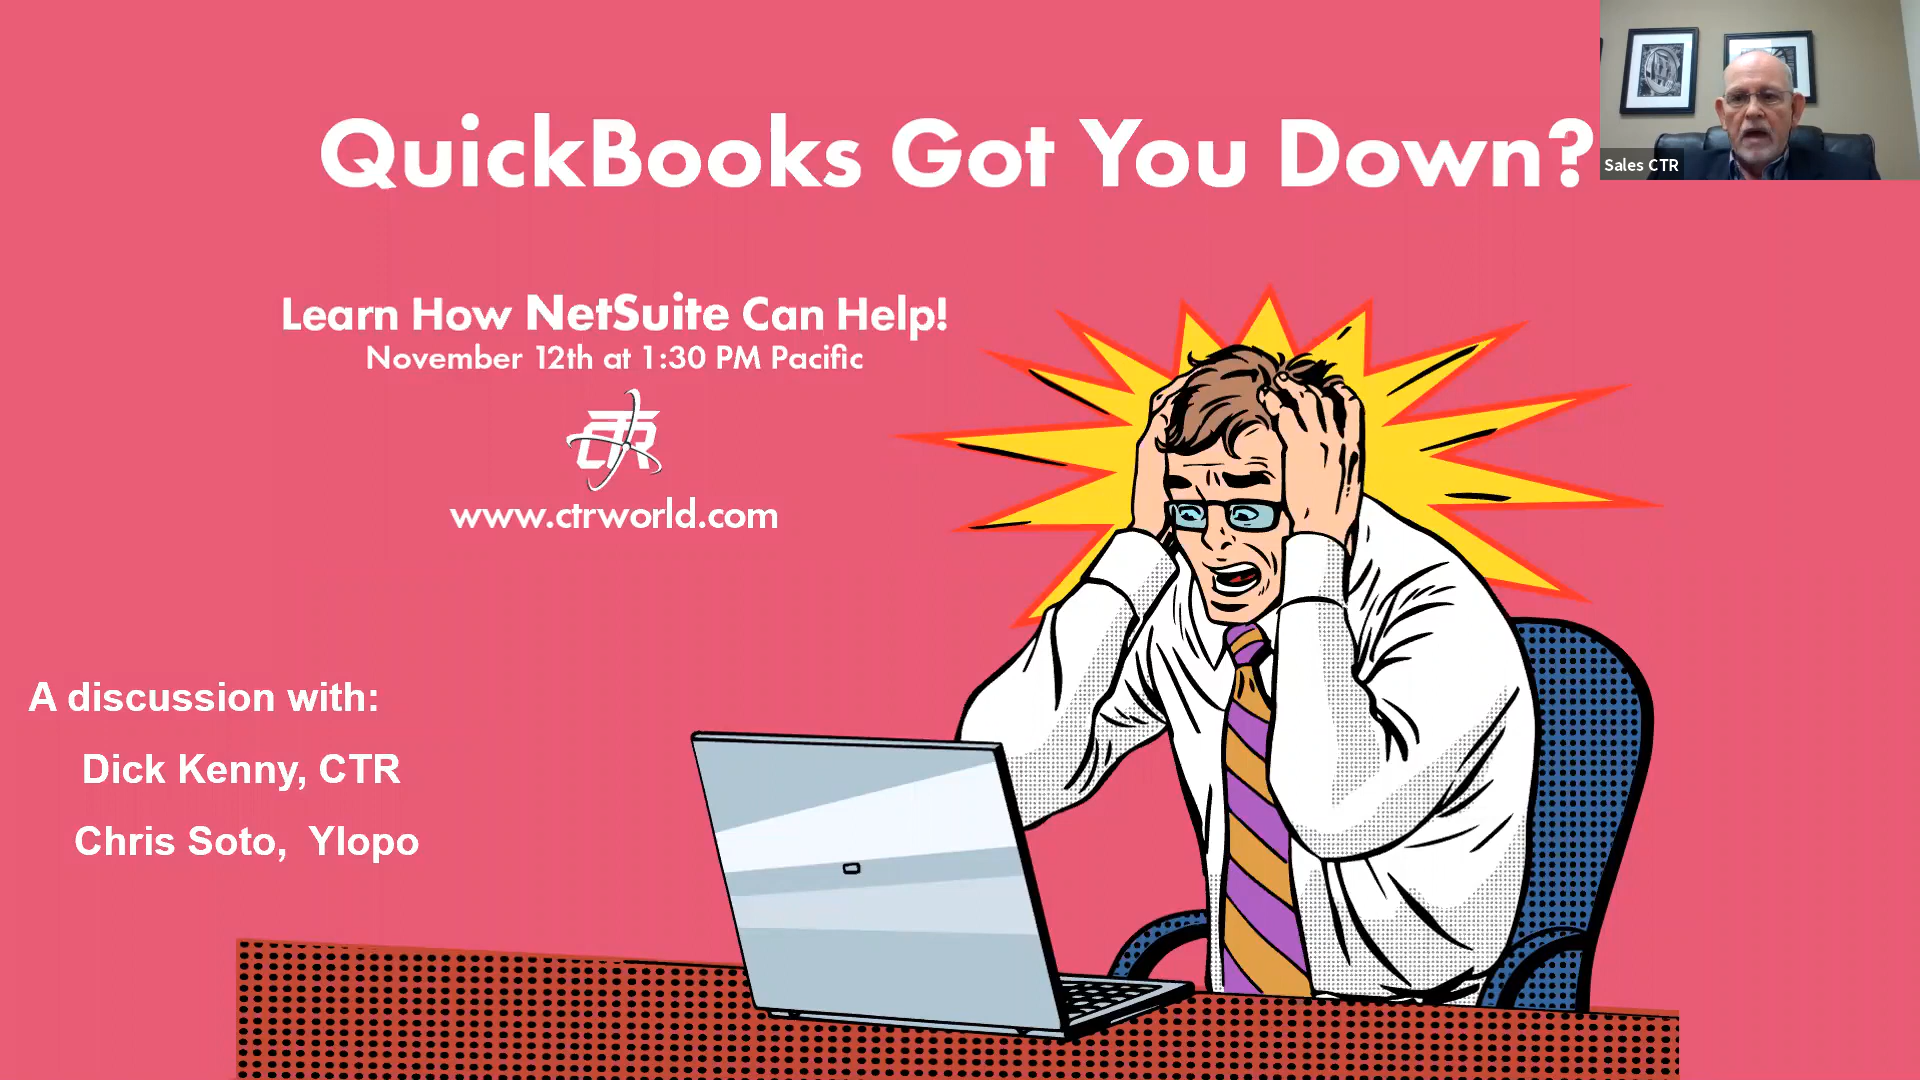 QuickBooks Got You Down?
Sales CTR
Learn How NetSuite Can Help!
November 12th at 1:30 PM Pacific
CTR
www.ctrworld.com
A discussion with:
Dick Kenny, CTR
Chris Soto, Ylopo